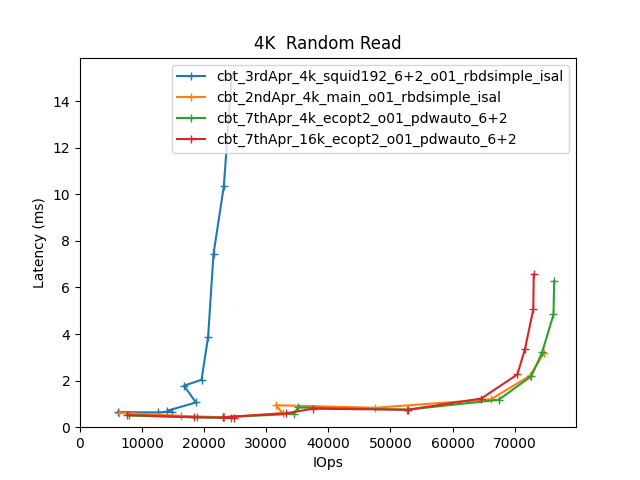 4K  Random Read
cbt_3rdApr_4k_squid192_6+2_o01_rbdsimple_isal
cbt_2ndApr_4k_main_o01_rbdsimple_isal
cbt_7thApr_4k_ecopt2_o01_pdwauto_6+2
cbt_7thApr_16k_ecopt2_o01_pdwauto_6+2
Latency (ms)
14
12
10
8
6
4
2
0
0 10000 20000 30000 40000 50000 60000 70000
IOps